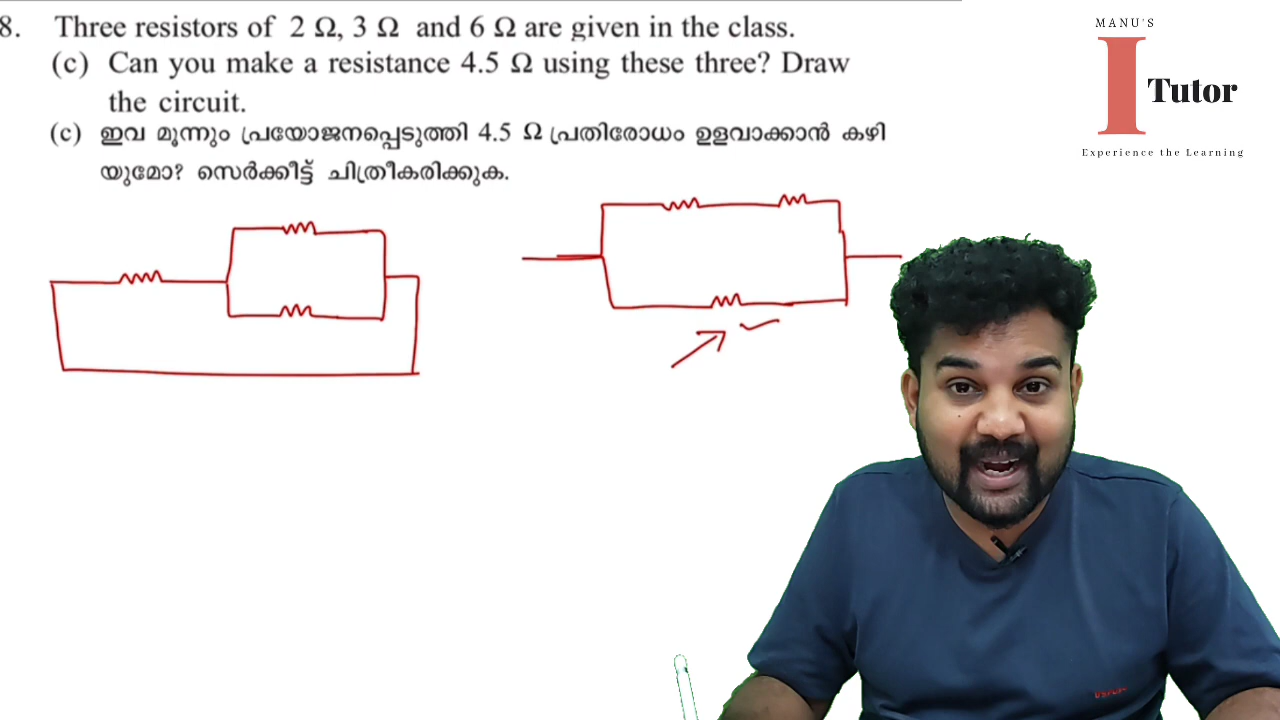 8. Three resistors of 2 Ω, 3 Ω and 6 Ω are given in the class.
(c) Can you make a resistance 4.5 Ω using these three? Draw
the circuit.
(c) ഇവ മൂന്നും പ്രയോജനപ്പെടുത്തി 4.5 Ω പ്രതിരോധം ഉളവാക്കാൻ കഴി
യുമോ? സെർക്കീട്ട് ചിത്രീകരിക്കുക.
MANU'S
I Tutor
Experience the Learning